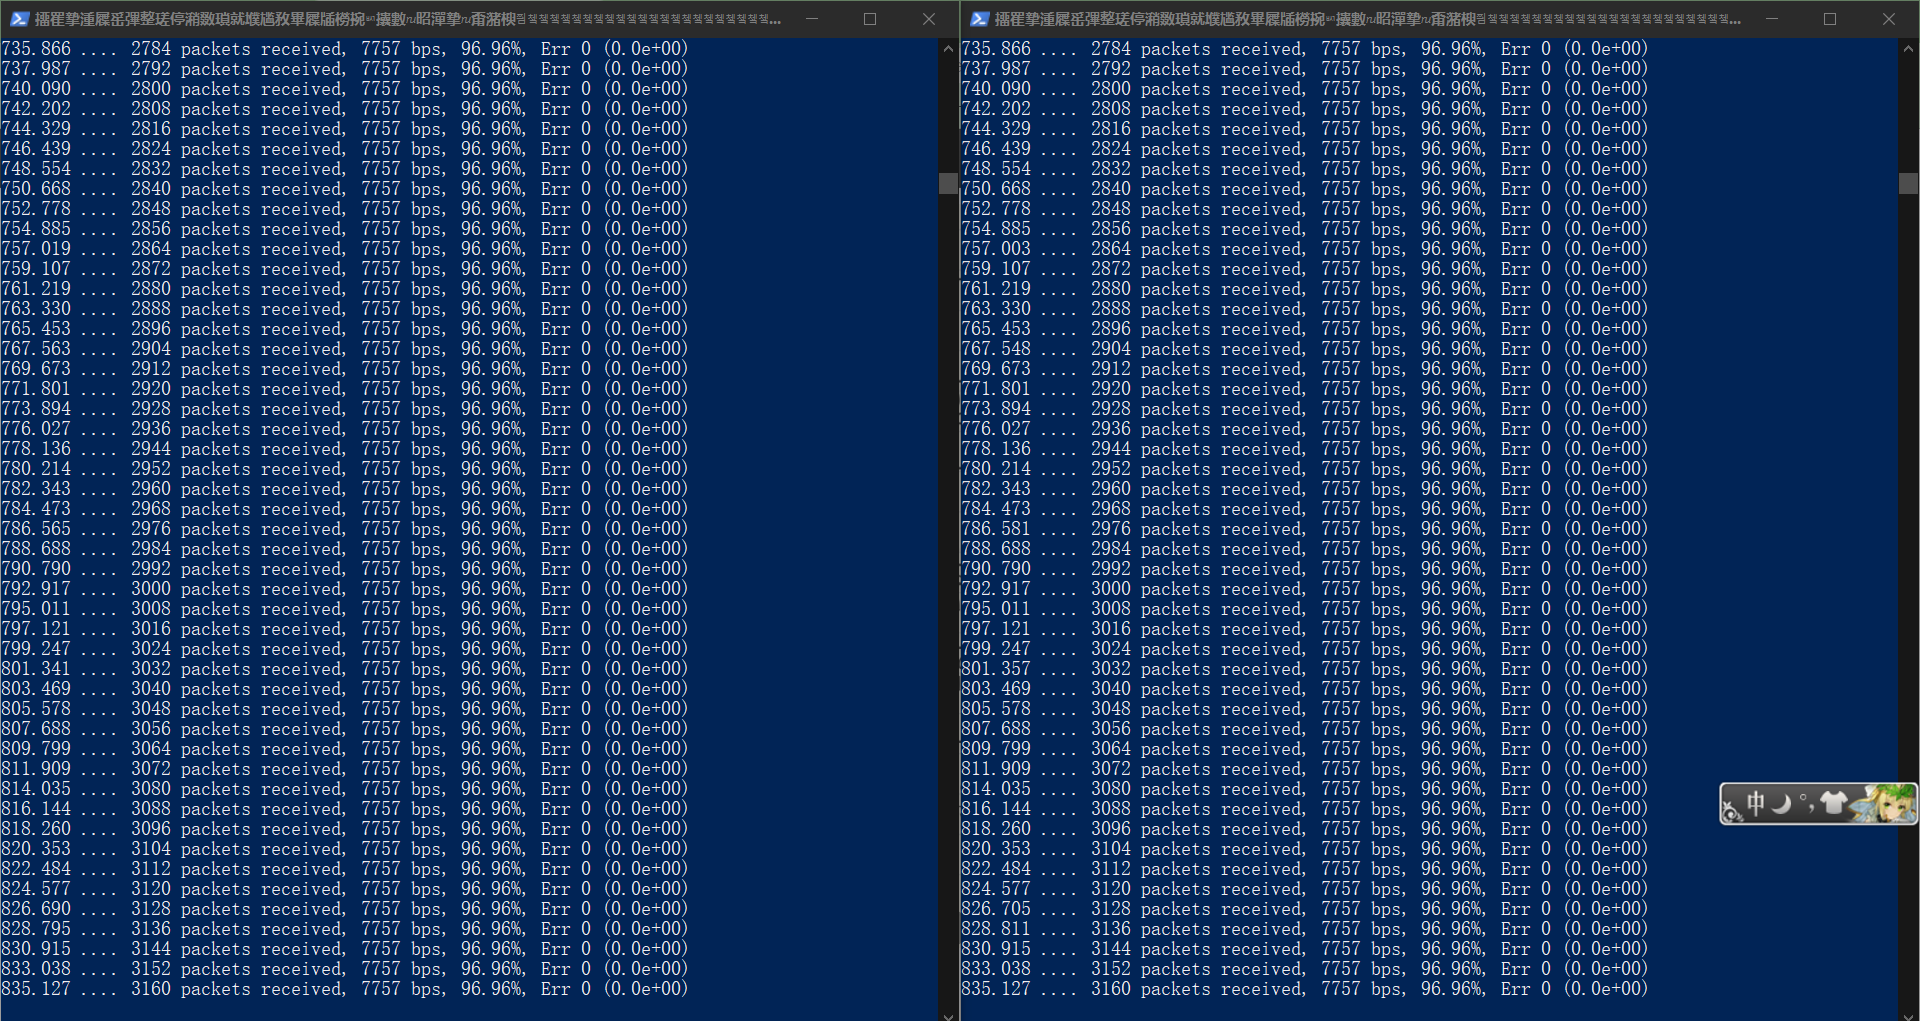 735.866 .... 2784 packets received, 7757 bps, 96.96%, Err 0 (0.0e+00)
737.987 .... 2792 packets received, 7757 bps, 96.96%, Err 0 (0.0e+00)
740.090 .... 2800 packets received, 7757 bps, 96.96%, Err 0 (0.0e+00)
742.202 .... 2808 packets received, 7757 bps, 96.96%, Err 0 (0.0e+00)
744.329 .... 2816 packets received, 7757 bps, 96.96%, Err 0 (0.0e+00)
746.439 .... 2824 packets received, 7757 bps, 96.96%, Err 0 (0.0e+00)
748.554 .... 2832 packets received, 7757 bps, 96.96%, Err 0 (0.0e+00)
750.668 .... 2840 packets received, 7757 bps, 96.96%, Err 0 (0.0e+00)
752.778 .... 2848 packets received, 7757 bps, 96.96%, Err 0 (0.0e+00)
754.885 .... 2856 packets received, 7757 bps, 96.96%, Err 0 (0.0e+00)
757.019 .... 2864 packets received, 7757 bps, 96.96%, Err 0 (0.0e+00)
759.107 .... 2872 packets received, 7757 bps, 96.96%, Err 0 (0.0e+00)
761.219 .... 2880 packets received, 7757 bps, 96.96%, Err 0 (0.0e+00)
763.330 .... 2888 packets received, 7757 bps, 96.96%, Err 0 (0.0e+00)
765.453 .... 2896 packets received, 7757 bps, 96.96%, Err 0 (0.0e+00)
767.563 .... 2904 packets received, 7757 bps, 96.96%, Err 0 (0.0e+00)
769.673 .... 2912 packets received, 7757 bps, 96.96%, Err 0 (0.0e+00)
771.801 .... 2920 packets received, 7757 bps, 96.96%, Err 0 (0.0e+00)
773.894 .... 2928 packets received, 7757 bps, 96.96%, Err 0 (0.0e+00)
776.027 .... 2936 packets received, 7757 bps, 96.96%, Err 0 (0.0e+00)
778.136 .... 2944 packets received, 7757 bps, 96.96%, Err 0 (0.0e+00)
780.214 .... 2952 packets received, 7757 bps, 96.96%, Err 0 (0.0e+00)
782.343 .... 2960 packets received, 7757 bps, 96.96%, Err 0 (0.0e+00)
784.473 .... 2968 packets received, 7757 bps, 96.96%, Err 0 (0.0e+00)
786.565 .... 2976 packets received, 7757 bps, 96.96%, Err 0 (0.0e+00)
788.688 .... 2984 packets received, 7757 bps, 96.96%, Err 0 (0.0e+00)
790.790 .... 2992 packets received, 7757 bps, 96.96%, Err 0 (0.0e+00)
792.917 .... 3000 packets received, 7757 bps, 96.96%, Err 0 (0.0e+00)
795.011 .... 3008 packets received, 7757 bps, 96.96%, Err 0 (0.0e+00)
797.121 .... 3016 packets received, 7757 bps, 96.96%, Err 0 (0.0e+00)
799.247 .... 3024 packets received, 7757 bps, 96.96%, Err 0 (0.0e+00)
801.341 .... 3032 packets received, 7757 bps, 96.96%, Err 0 (0.0e+00)
803.469 .... 3040 packets received, 7757 bps, 96.96%, Err 0 (0.0e+00)
805.578 .... 3048 packets received, 7757 bps, 96.96%, Err 0 (0.0e+00)
807.688 .... 3056 packets received, 7757 bps, 96.96%, Err 0 (0.0e+00)
809.799 .... 3064 packets received, 7757 bps, 96.96%, Err 0 (0.0e+00)
811.909 .... 3072 packets received, 7757 bps, 96.96%, Err 0 (0.0e+00)
814.035 .... 3080 packets received, 7757 bps, 96.96%, Err 0 (0.0e+00)
816.144 .... 3088 packets received, 7757 bps, 96.96%, Err 0 (0.0e+00)
818.260 .... 3096 packets received, 7757 bps, 96.96%, Err 0 (0.0e+00)
820.353 .... 3104 packets received, 7757 bps, 96.96%, Err 0 (0.0e+00)
822.484 .... 3112 packets received, 7757 bps, 96.96%, Err 0 (0.0e+00)
824.577 .... 3120 packets received, 7757 bps, 96.96%, Err 0 (0.0e+00)
826.690 .... 3128 packets received, 7757 bps, 96.96%, Err 0 (0.0e+00)
828.795 .... 3136 packets received, 7757 bps, 96.96%, Err 0 (0.0e+00)
830.915 .... 3144 packets received, 7757 bps, 96.96%, Err 0 (0.0e+00)
833.038 .... 3152 packets received, 7757 bps, 96.96%, Err 0 (0.0e+00)
835.127 .... 3160 packets received, 7757 bps, 96.96%, Err 0 (0.0e+00)
735.866 .... 2784 packets received, 7757 bps, 96.96%, Err 0 (0.0e+00)
737.987 .... 2792 packets received, 7757 bps, 96.96%, Err 0 (0.0e+00)
740.090 .... 2800 packets received, 7757 bps, 96.96%, Err 0 (0.0e+00)
742.202 .... 2808 packets received, 7757 bps, 96.96%, Err 0 (0.0e+00)
744.329 .... 2816 packets received, 7757 bps, 96.96%, Err 0 (0.0e+00)
746.439 .... 2824 packets received, 7757 bps, 96.96%, Err 0 (0.0e+00)
748.554 .... 2832 packets received, 7757 bps, 96.96%, Err 0 (0.0e+00)
750.668 .... 2840 packets received, 7757 bps, 96.96%, Err 0 (0.0e+00)
752.778 .... 2848 packets received, 7757 bps, 96.96%, Err 0 (0.0e+00)
754.885 .... 2856 packets received, 7757 bps, 96.96%, Err 0 (0.0e+00)
757.003 .... 2864 packets received, 7757 bps, 96.96%, Err 0 (0.0e+00)
759.107 .... 2872 packets received, 7757 bps, 96.96%, Err 0 (0.0e+00)
761.219 .... 2880 packets received, 7757 bps, 96.96%, Err 0 (0.0e+00)
763.330 .... 2888 packets received, 7757 bps, 96.96%, Err 0 (0.0e+00)
765.453 .... 2896 packets received, 7757 bps, 96.96%, Err 0 (0.0e+00)
767.548 .... 2904 packets received, 7757 bps, 96.96%, Err 0 (0.0e+00)
769.673 .... 2912 packets received, 7757 bps, 96.96%, Err 0 (0.0e+00)
771.801 .... 2920 packets received, 7757 bps, 96.96%, Err 0 (0.0e+00)
773.894 .... 2928 packets received, 7757 bps, 96.96%, Err 0 (0.0e+00)
776.027 .... 2936 packets received, 7757 bps, 96.96%, Err 0 (0.0e+00)
778.136 .... 2944 packets received, 7757 bps, 96.96%, Err 0 (0.0e+00)
780.214 .... 2952 packets received, 7757 bps, 96.96%, Err 0 (0.0e+00)
782.343 .... 2960 packets received, 7757 bps, 96.96%, Err 0 (0.0e+00)
784.473 .... 2968 packets received, 7757 bps, 96.96%, Err 0 (0.0e+00)
786.581 .... 2976 packets received, 7757 bps, 96.96%, Err 0 (0.0e+00)
788.688 .... 2984 packets received, 7757 bps, 96.96%, Err 0 (0.0e+00)
790.790 .... 2992 packets received, 7757 bps, 96.96%, Err 0 (0.0e+00)
792.917 .... 3000 packets received, 7757 bps, 96.96%, Err 0 (0.0e+00)
795.011 .... 3008 packets received, 7757 bps, 96.96%, Err 0 (0.0e+00)
797.121 .... 3016 packets received, 7757 bps, 96.96%, Err 0 (0.0e+00)
799.247 .... 3024 packets received, 7757 bps, 96.96%, Err 0 (0.0e+00)
801.357 .... 3032 packets received, 7757 bps, 96.96%, Err 0 (0.0e+00)
803.469 .... 3040 packets received, 7757 bps, 96.96%, Err 0 (0.0e+00)
805.578 .... 3048 packets received, 7757 bps, 96.96%, Err 0 (0.0e+00)
807.688 .... 3056 packets received, 7757 bps, 96.96%, Err 0 (0.0e+00)
809.799 .... 3064 packets received, 7757 bps, 96.96%, Err 0 (0.0e+00)
811.909 .... 3072 packets received, 7757 bps, 96.96%, Err 0 (0.0e+00)
814.035 .... 3080 packets received, 7757 bps, 96.96%, Err 0 (0.0e+00)
816.144 .... 3088 packets received, 7757 bps, 96.96%, Err 0 (0.0e+00)
818.260 .... 3096 packets received, 7757 bps, 96.96%, Err 0 (0.0e+00)
820.353 .... 3104 packets received, 7757 bps, 96.96%, Err 0 (0.0e+00)
822.484 .... 3112 packets received, 7757 bps, 96.96%, Err 0 (0.0e+00)
824.577 .... 3120 packets received, 7757 bps, 96.96%, Err 0 (0.0e+00)
826.705 .... 3128 packets received, 7757 bps, 96.96%, Err 0 (0.0e+00)
828.811 .... 3136 packets received, 7757 bps, 96.96%, Err 0 (0.0e+00)
830.915 .... 3144 packets received, 7757 bps, 96.96%, Err 0 (0.0e+00)
833.038 .... 3152 packets received, 7757 bps, 96.96%, Err 0 (0.0e+00)
835.127 .... 3160 packets received, 7757 bps, 96.96%, Err 0 (0.0e+00)
中